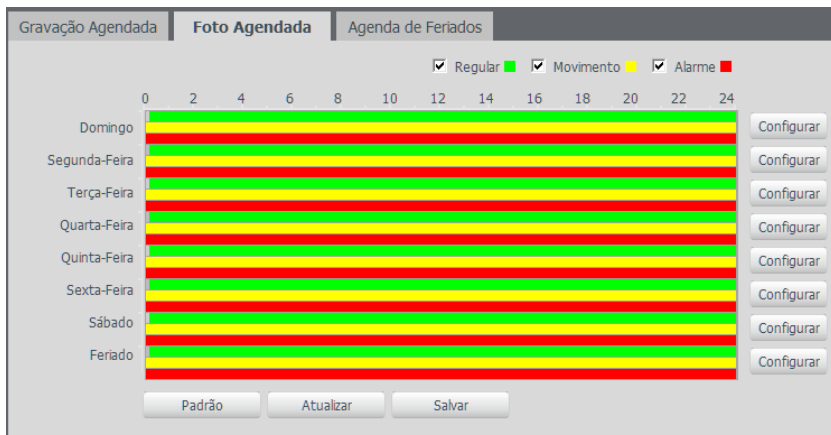 Gravação Agendada Foto Agendada Agenda de Feriados
Regular Movimento Alarme
0 2 4 6 8 10 12 14 16 18 20 22 24
Domingo Configurar
Segunda-Feira Configurar
Terça-Feira Configurar
Quarta-Feira Configurar
Quinta-Feira Configurar
Sexta-Feira Configurar
Sábado Configurar
Feriado Configurar
Padrão Atualizar Salvar